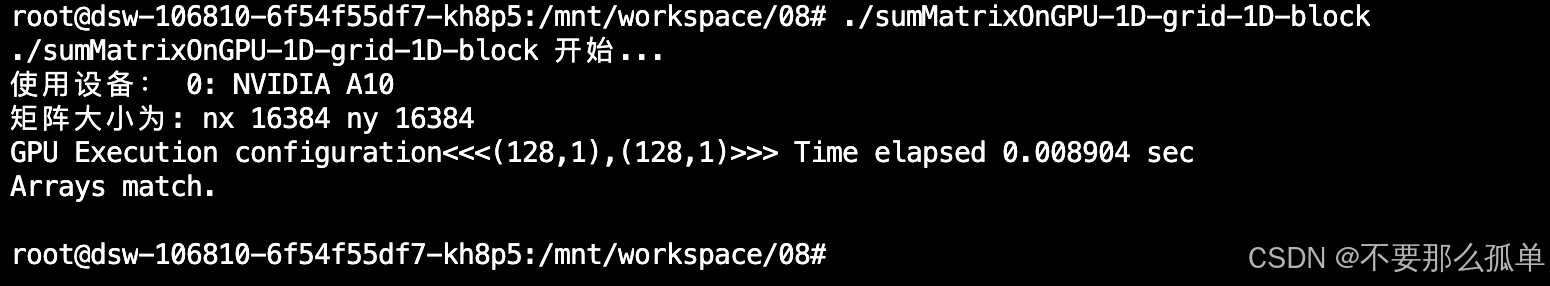 root@dsw-106810-6f54f55df7-kh8p5:/mnt/workspace/08# ./sumMatrixOnGPU-1D-grid-1D-block
./sumMatrixOnGPU-1D-grid-1D-block 开始...
使用设备： 0: NVIDIA A10
矩阵大小为: nx 16384 ny 16384
GPU Execution configuration<<<(128,1),(128,1)>>> Time elapsed 0.008904 sec
Arrays match.
root@dsw-106810-6f54f55df7-kh8p5:/mnt/workspace/08#
CSDN @不要那么孤单